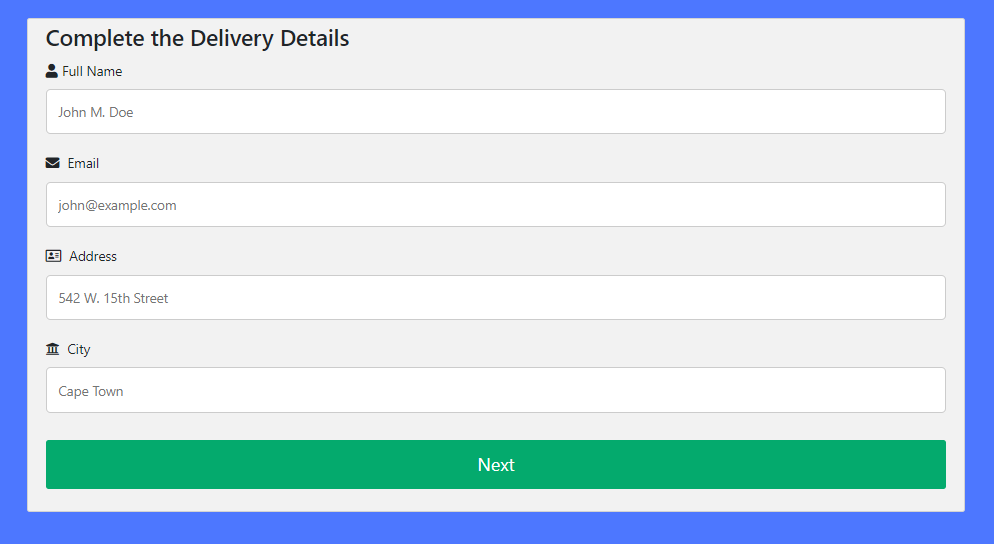 Complete the Delivery Details
Full Name
John M. Doe
Email
john@example.com
Address
542 W. 15th Street
City
Cape Town
Next